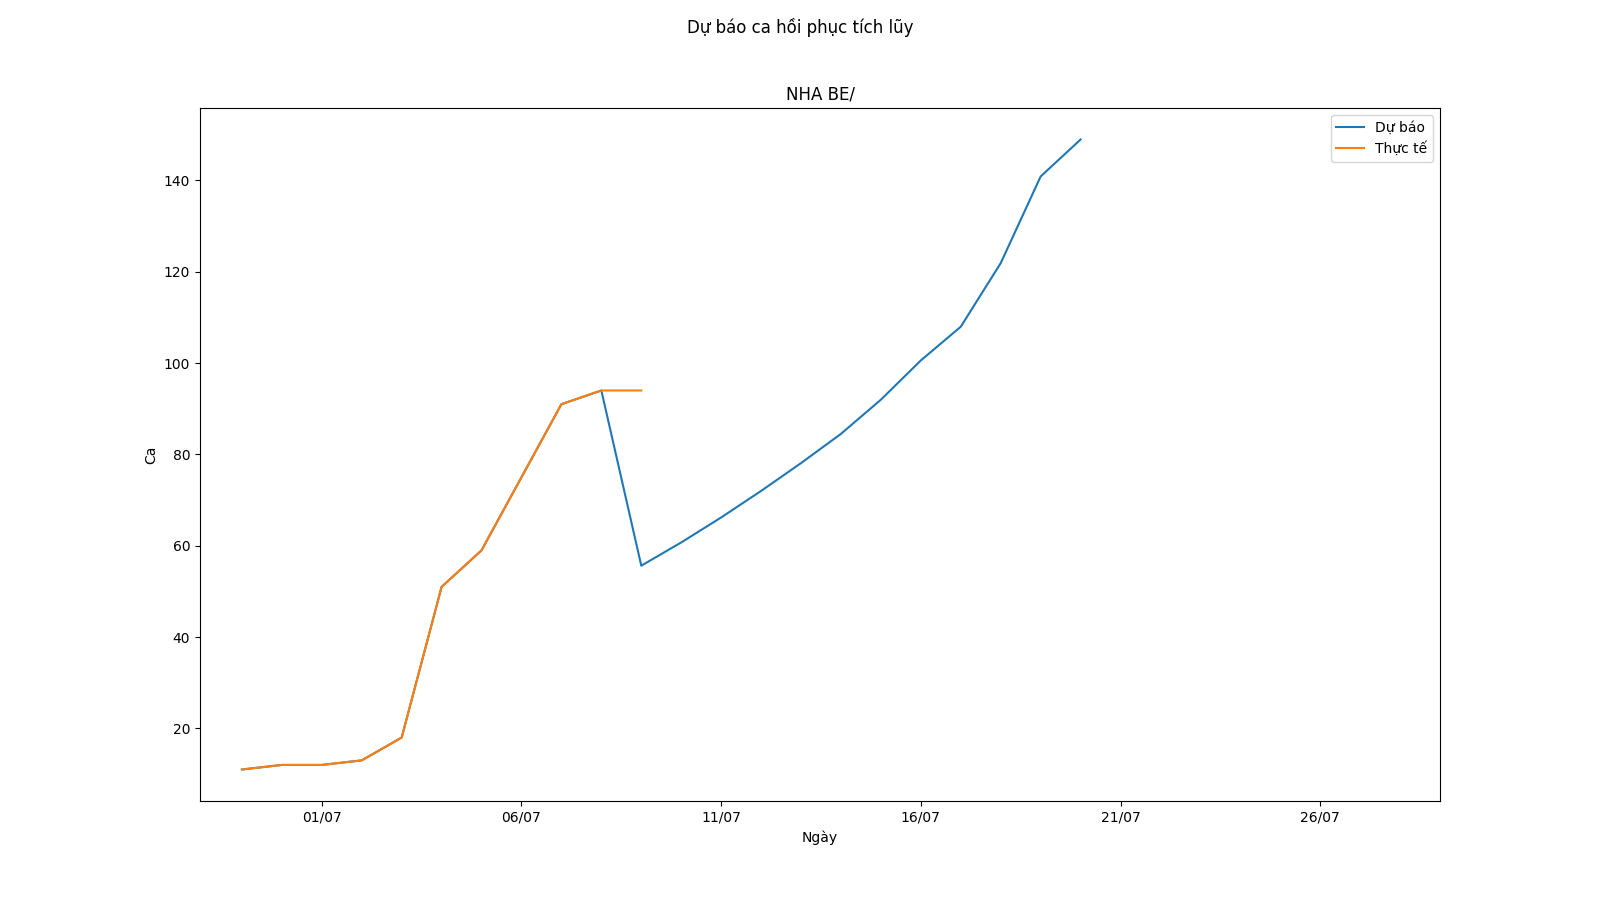 Dự báo ca hồi phục tích lũy
NHA BE/
Dự báo
Thực tế
140
120
100
80
60
40
20
Ca
01/07
06/07
11/07
16/07
21/07
26/07
Ngày